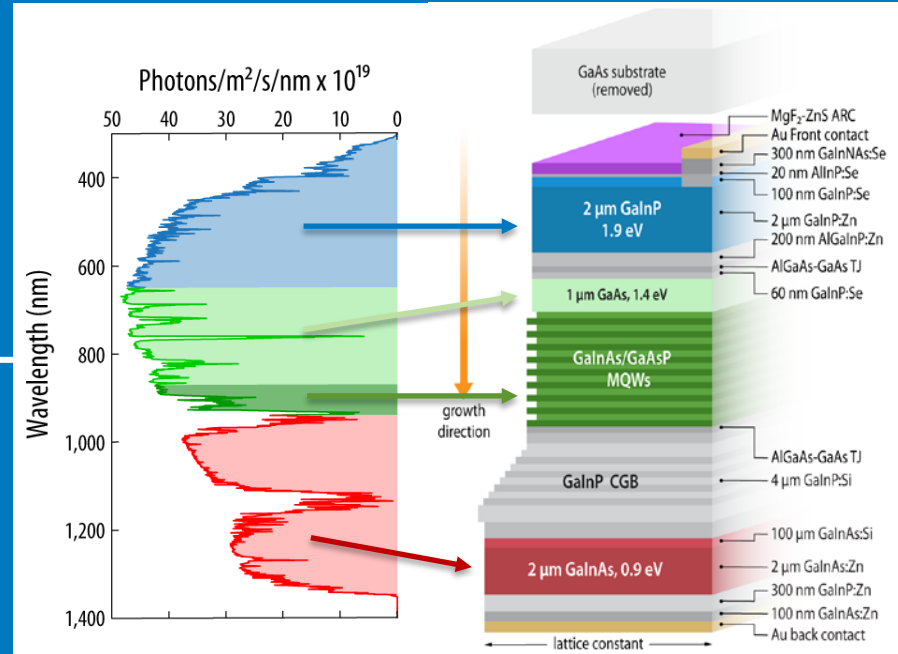 Photons/m²/s/nm x 10¹⁹
50 40 30 20 10 0
Wavelength (nm)
400
600
800
1,000
1,200
1,400
growth
direction
GaAs substrate
(removed)
2 µm GaInP
1.9 eV
1 µm GaAs, 1.4 eV
GaInAs/GaAsP
MQWs
GaInP CGB
2 µm GaInAs, 0.9 eV
lattice constant
MgF₂-ZnS ARC
Au Front contact
300 nm GaInNAs:Se
20 nm AlInP:Se
100 nm GaInP:Se
2 µm GaInP:Zn
200 nm AlGaInP:Zn
AlGaAs-GaAs TJ
60 nm GaInP:Se
AlGaAs-GaAs TJ
4 µm GaInP:Si
100 µm GaInAs:Si
2 µm GaInAs:Zn
300 nm GaInP:Zn
100 nm GaInAs:Zn
Au back contact